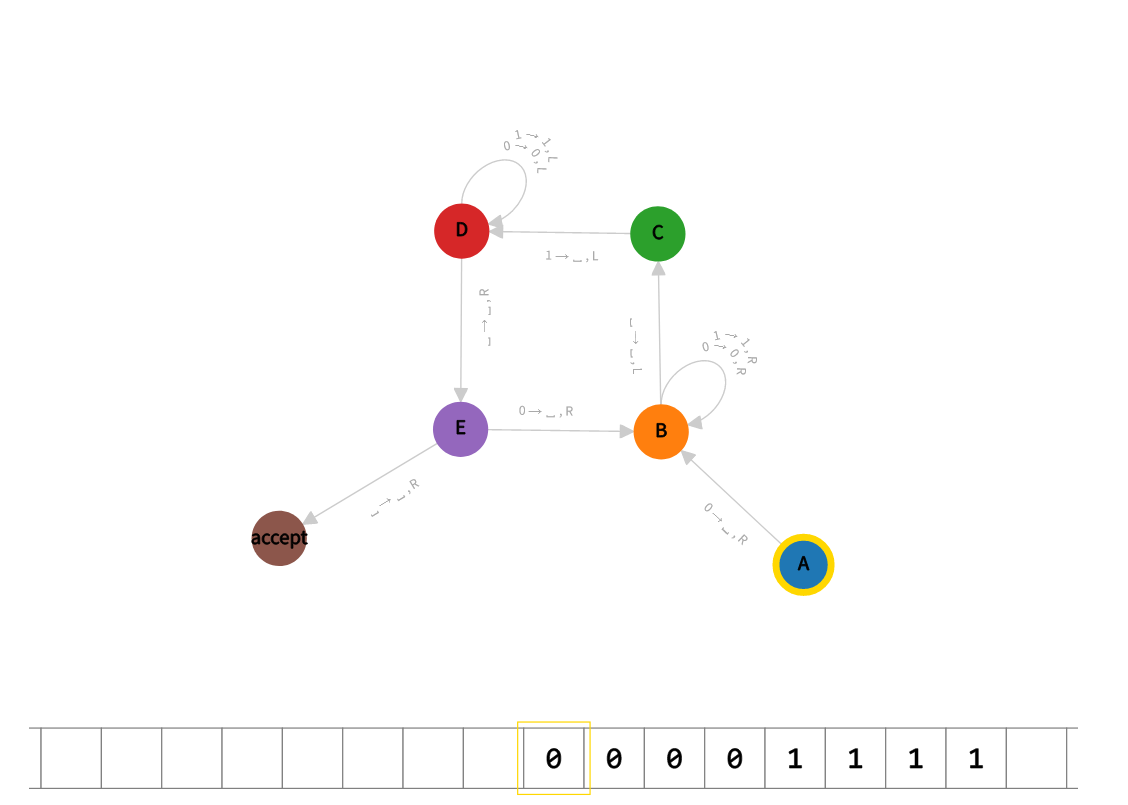 1→1,L
0→0,L
D
C
1→␣,L
␣→␣,R
␣→␣,L
1→1,R
0→0,R
E
0→␣,R
B
␣→␣,R
0→␣,R
accept
A
0 0 0 0 1 1 1 1